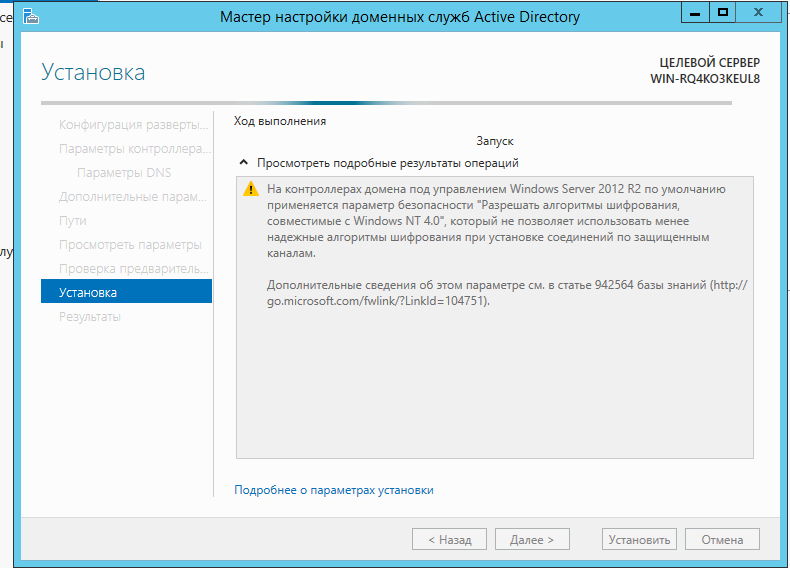 се
Мастер настройки доменных служб Active Directory
ы
Установка
ЦЕЛЕВОЙ СЕРВЕР
WIN-RQ4KO3KEUL8
Конфигурация разверты...
Параметры контроллера...
Параметры DNS
Дополнительные парам...
Пути
Просмотреть параметры
Проверка предваритель...
Установка
Результаты
лу
Ход выполнения
Запуск
Просмотреть подробные результаты операций
На контроллерах домена под управлением Windows Server 2012 R2 по умолчанию
применяется параметр безопасности "Разрешать алгоритмы шифрования,
совместимые с Windows NT 4.0", который не позволяет использовать менее
надежные алгоритмы шифрования при установке соединений по защищенным
каналам.
Дополнительные сведения об этом параметре см. в статье 942564 базы знаний (http://
go.microsoft.com/fwlink/?LinkId=104751).
Подробнее о параметрах установки
< Назад
Далее >
Установить
Отмена